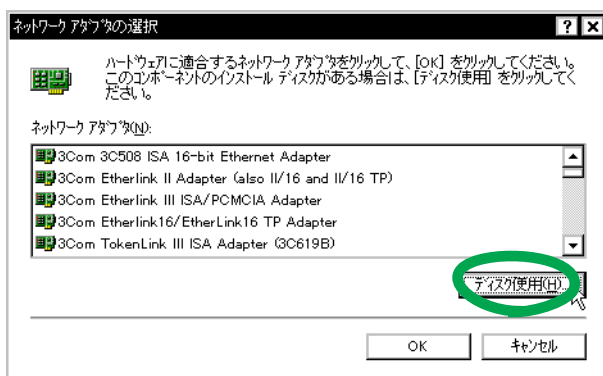 ネットワーク アダプタの選択
ハードウェアに適合するネットワーク アダプタをクリックして、[OK] をクリックしてください。
このコンポーネントのインストール ディスクがある場合は、[ディスク使用] をクリックしてく
ださい。
ネットワーク アダプタ(N):
3Com 3C508 ISA 16-bit Ethernet Adapter
3Com Etherlink II Adapter (also II/16 and II/16 TP)
3Com Etherlink III ISA/PCMCIA Adapter
3Com Etherlink16/EtherLink16 TP Adapter
3Com TokenLink III ISA Adapter (3C619B)
ディスク使用(H)...
OK キャンセル